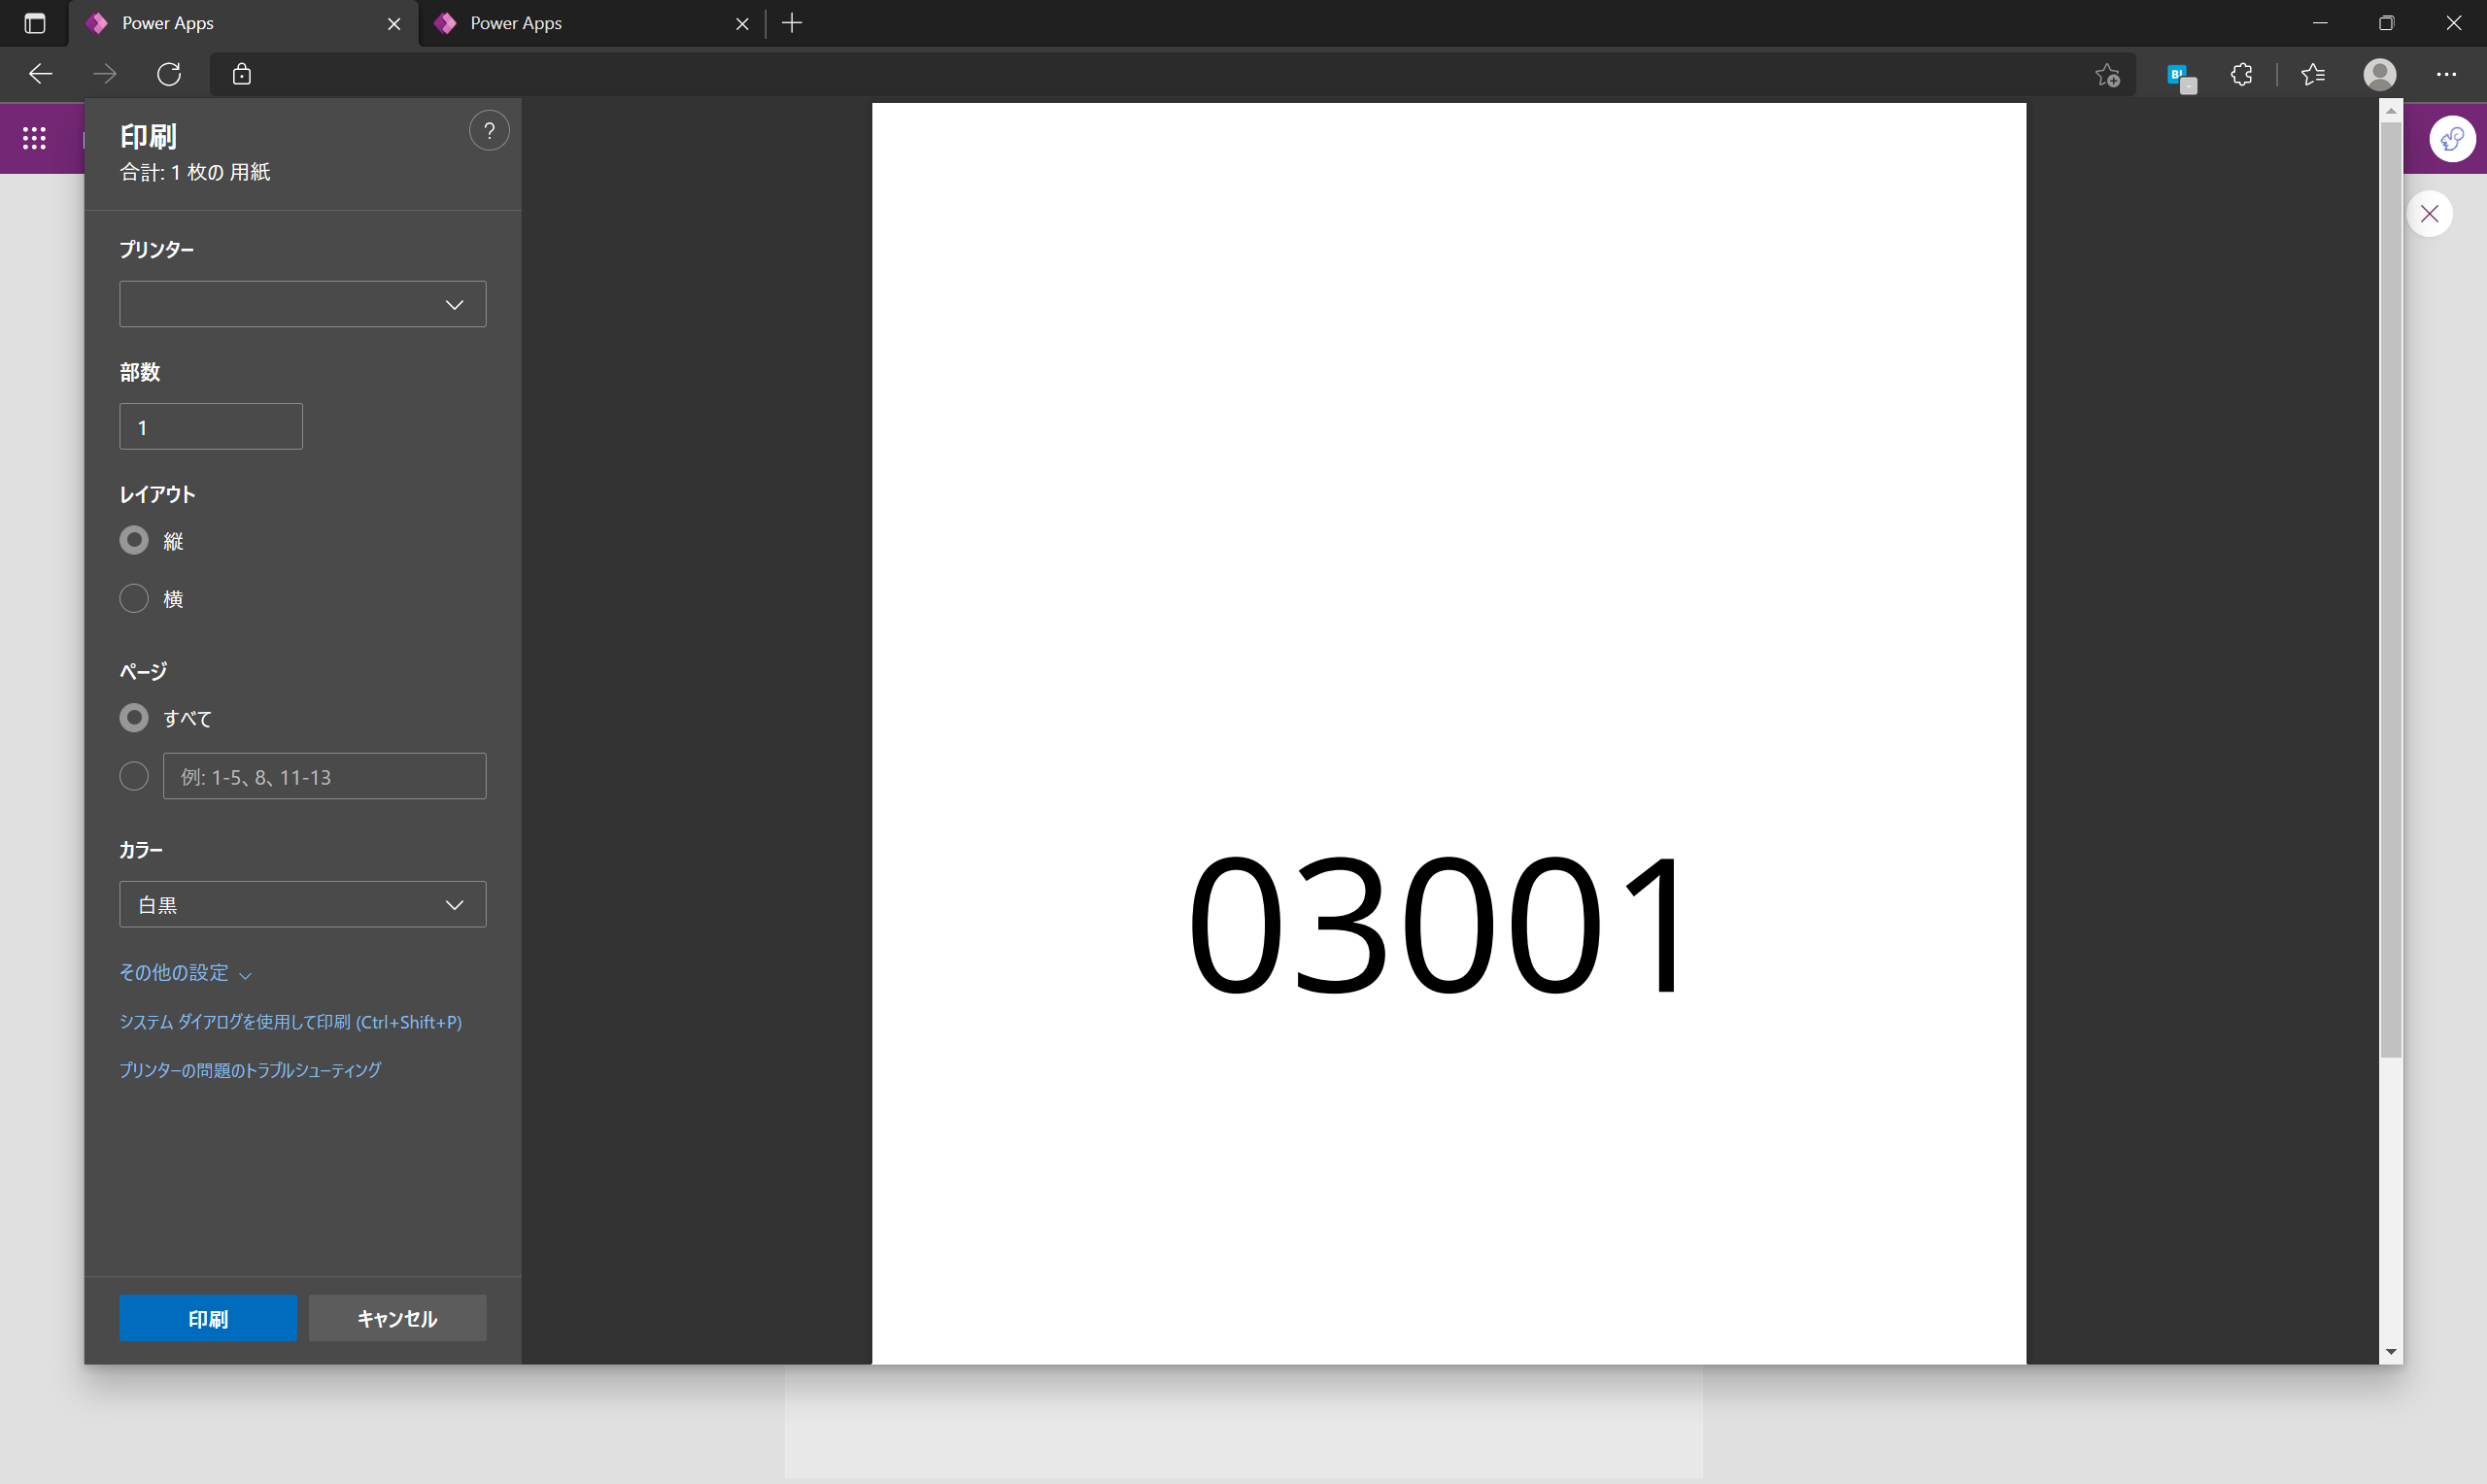 Power Apps
Power Apps
印刷
?
合計: 1 枚の 用紙
プリンター
部数
1
レイアウト
縦
横
ページ
すべて
例: 1-5、8、11-13
カラー
白黒
その他の設定
システム ダイアログを使用して印刷 (Ctrl+Shift+P)
プリンターの問題のトラブルシューティング
印刷
キャンセル
03001